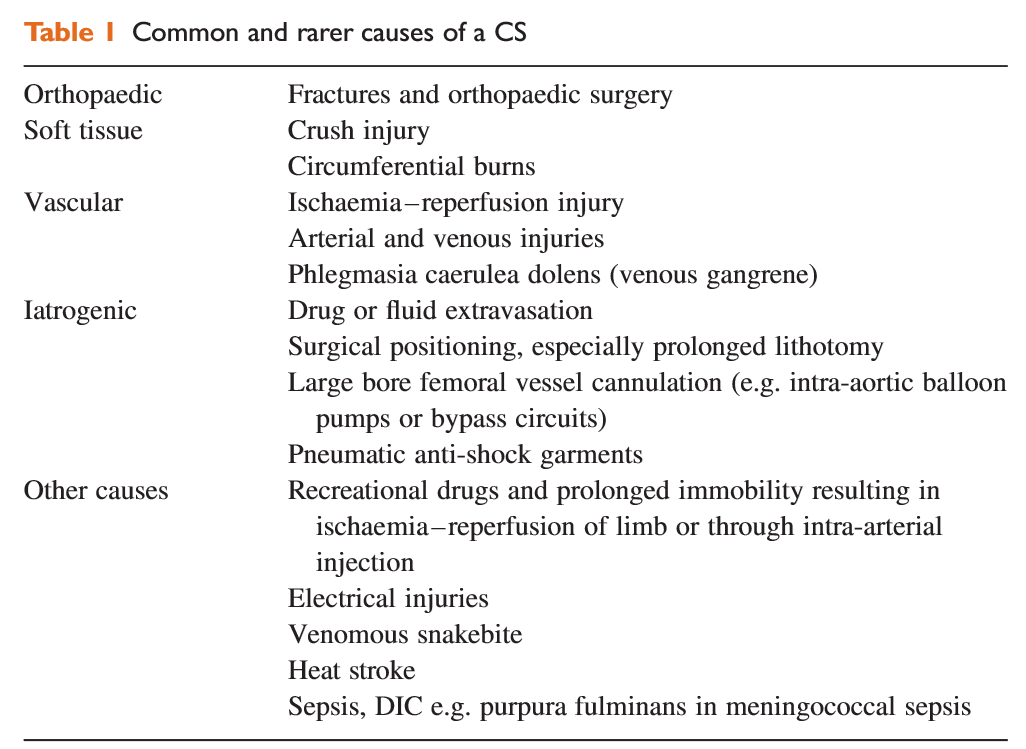 Table 1 Common and rarer causes of a CS
Orthopaedic Fractures and orthopaedic surgery
Soft tissue Crush injury
Circumferential burns
Vascular Ischaemia–reperfusion injury
Arterial and venous injuries
Phlegmasia caerulea dolens (venous gangrene)
Iatrogenic Drug or fluid extravasation
Surgical positioning, especially prolonged lithotomy
Large bore femoral vessel cannulation (e.g. intra-aortic balloon
pumps or bypass circuits)
Pneumatic anti-shock garments
Other causes Recreational drugs and prolonged immobility resulting in
ischaemia–reperfusion of limb or through intra-arterial
injection
Electrical injuries
Venomous snakebite
Heat stroke
Sepsis, DIC e.g. purpura fulminans in meningococcal sepsis